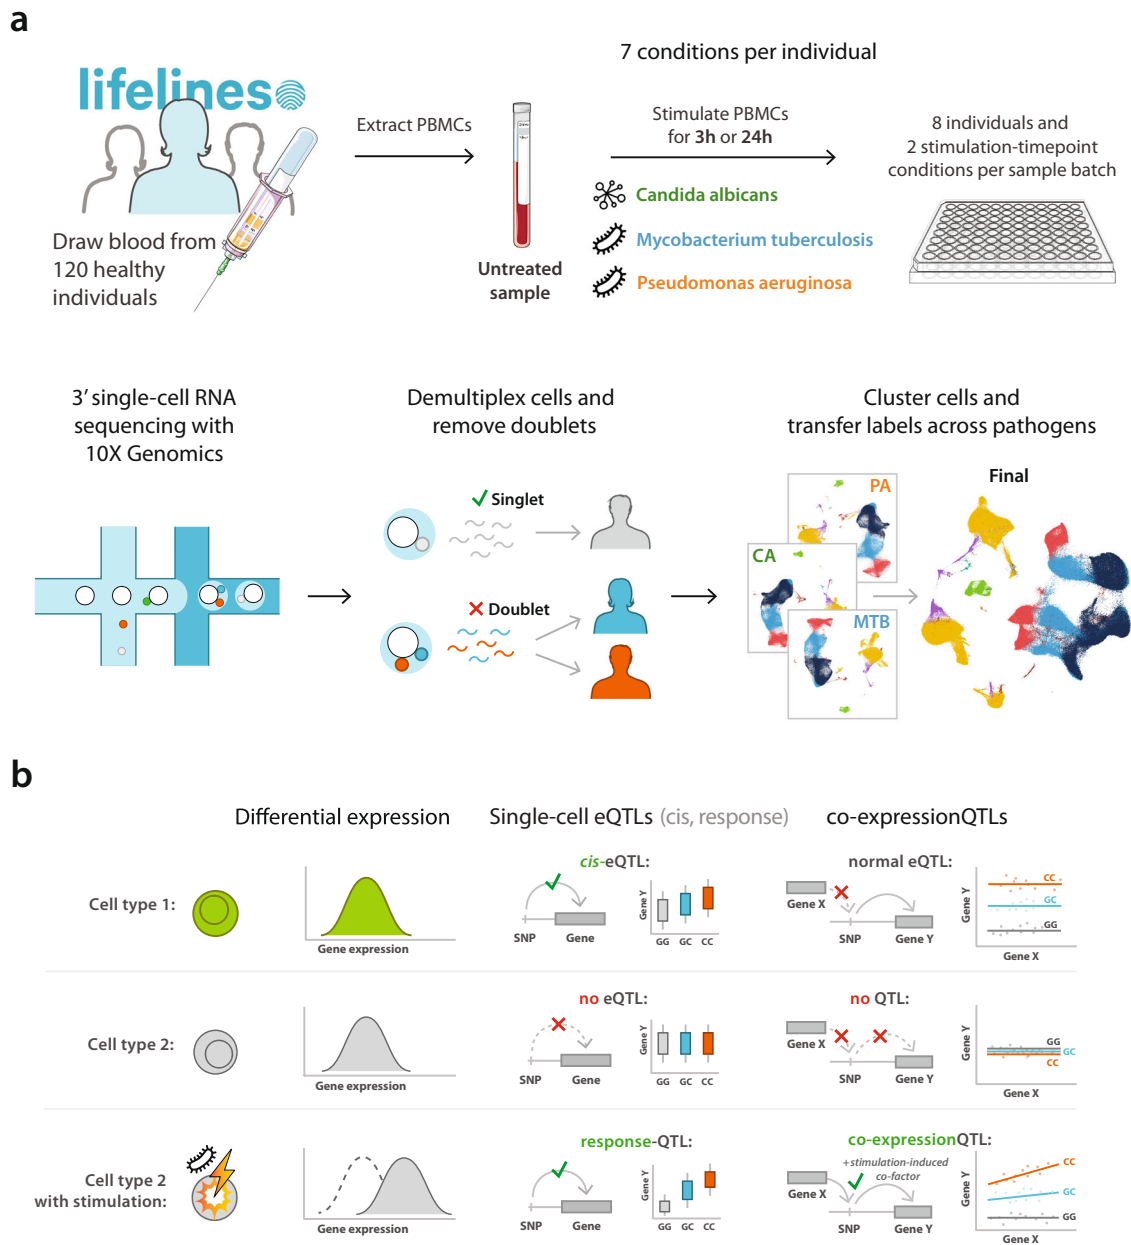 a
lifelines
7 conditions per individual
Extract PBMCs
Stimulate PBMCs
for 3h or 24h
8 individuals and
2 stimulation-timepoint
conditions per sample batch
Candida albicans
Mycobacterium tuberculosis
Pseudomonas aeruginosa
Draw blood from
120 healthy
individuals
Untreated
sample
3' single-cell RNA
sequencing with
10X Genomics
Demultiplex cells and
remove doublets
Cluster cells and
transfer labels across pathogens
Singlet
Doublet
PA
CA
MTB
Final
b
Differential expression
Single-cell eQTLs (cis, response)
co-expressionQTLs
Cell type 1:
Gene expression
cis-eQTL:
SNP
Gene
Gene Y
GG GC CC
normal eQTL:
Gene X
SNP
Gene Y
Gene Y
CC
GC
GG
Gene X
Cell type 2:
Gene expression
no eQTL:
SNP
Gene
Gene Y
GG GC CC
no QTL:
Gene X
SNP
Gene Y
Gene Y
GG
GC
CC
Gene X
Cell type 2
with stimulation:
Gene expression
response-QTL:
SNP
Gene
Gene Y
GG GC CC
co-expressionQTL:
+stimulation-induced
co-factor
Gene X
SNP
Gene Y
Gene Y
CC
GC
GG
Gene X